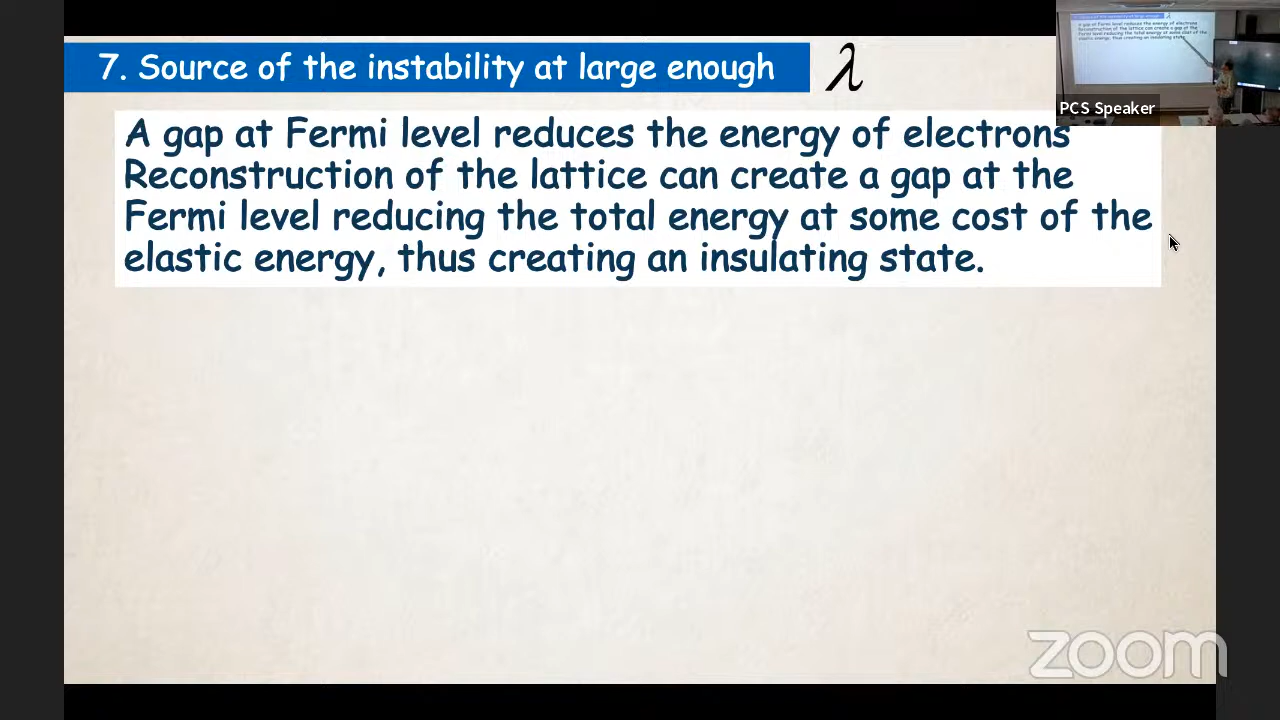 7. Source of the instability at large enough λ
A gap at Fermi level reduces the energy of electrons
Reconstruction of the lattice can create a gap at the
Fermi level reducing the total energy at some cost of the
elastic energy, thus creating an insulating state.
PCS Speaker
zoom